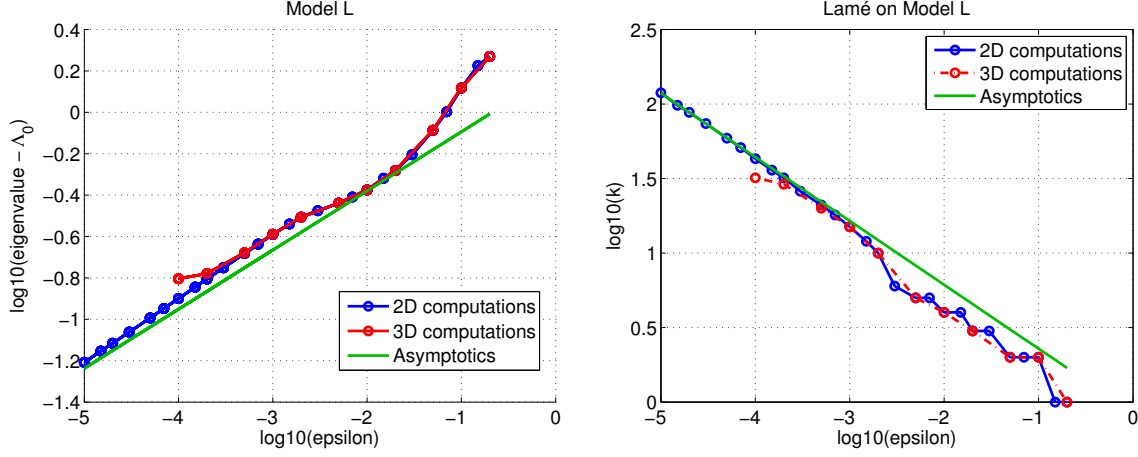 Model L
0.4
0.2
0
−0.2
−0.4
−0.6
−0.8
−1
−1.2
−1.4
−5
−4
−3
−2
−1
0
log10(epsilon)
log10(eigenvalue − Λ0)
2D computations
3D computations
Asymptotics
Lamé on Model L
2.5
2
1.5
1
0.5
0
−5
−4
−3
−2
−1
0
log10(epsilon)
log10(k)
2D computations
3D computations
Asymptotics